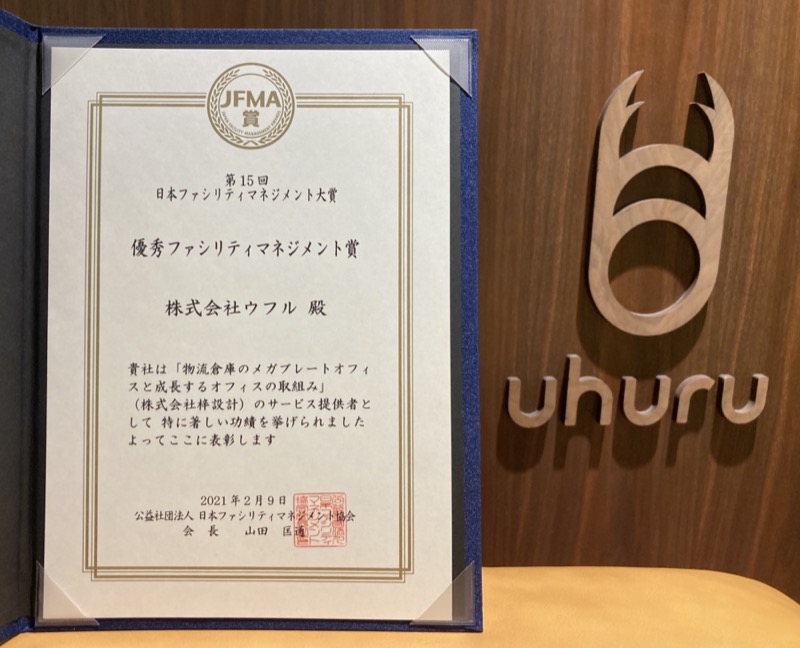 JFMA
賞
第15回
日本ファシリティマネジメント大賞
優秀ファシリティマネジメント賞
株式会社ウフル 殿
貴社は「物流倉庫のメガプレートオフィ
スと成長するオフィスの取組み」
(株式会社梓設計)のサービス提供者と
して 特に著しい功績を挙げられました
よってここに表彰します
2021年2月9日
公益社団法人 日本ファシリティマネジメント協会
会 長 山田 匡通
uhuru